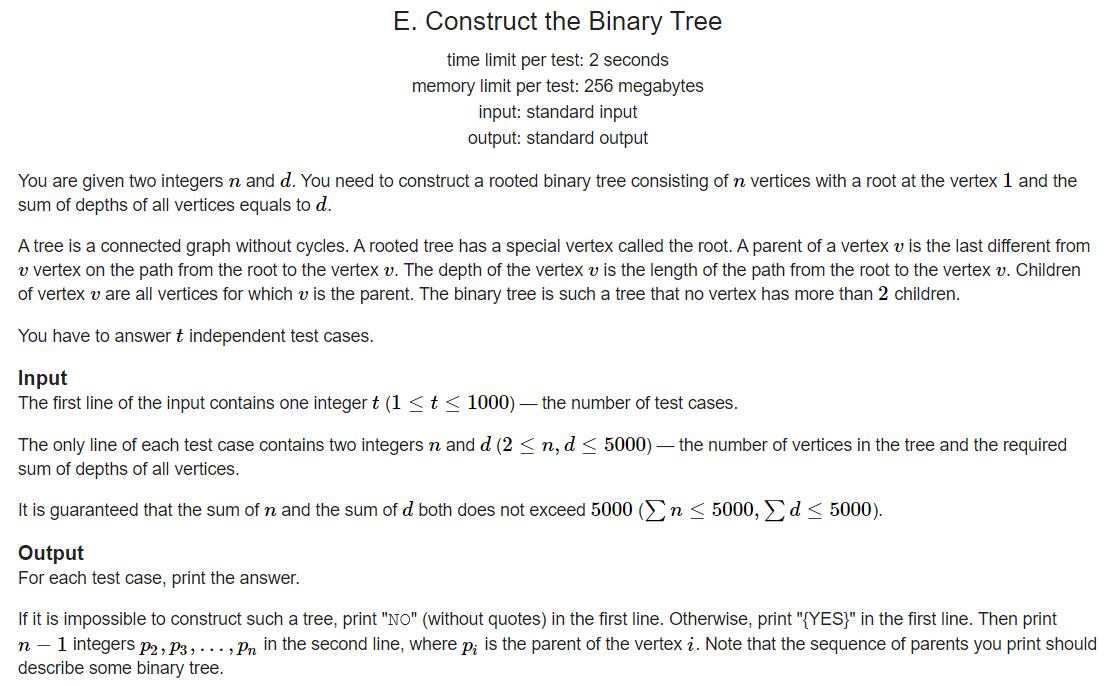 E. Construct the Binary Tree
time limit per test: 2 seconds
memory limit per test: 256 megabytes
input: standard input
output: standard output
You are given two integers n and d. You need to construct a rooted binary tree consisting of n vertices with a root at the vertex 1 and the
sum of depths of all vertices equals to d.
A tree is a connected graph without cycles. A rooted tree has a special vertex called the root. A parent of a vertex v is the last different from
v vertex on the path from the root to the vertex v. The depth of the vertex v is the length of the path from the root to the vertex v. Children
of vertex v are all vertices for which v is the parent. The binary tree is such a tree that no vertex has more than 2 children.
You have to answer t independent test cases.
Input
The first line of the input contains one integer t (1 ≤ t ≤ 1000) — the number of test cases.
The only line of each test case contains two integers n and d (2 ≤ n, d ≤ 5000) — the number of vertices in the tree and the required
sum of depths of all vertices.
It is guaranteed that the sum of n and the sum of d both does not exceed 5000 (∑ n ≤ 5000, ∑ d ≤ 5000).
Output
For each test case, print the answer.
If it is impossible to construct such a tree, print "NO" (without quotes) in the first line. Otherwise, print "{YES}" in the first line. Then print
n − 1 integers p₂, p₃, . . . , pₙ in the second line, where pᵢ is the parent of the vertex i. Note that the sequence of parents you print should
describe some binary tree.